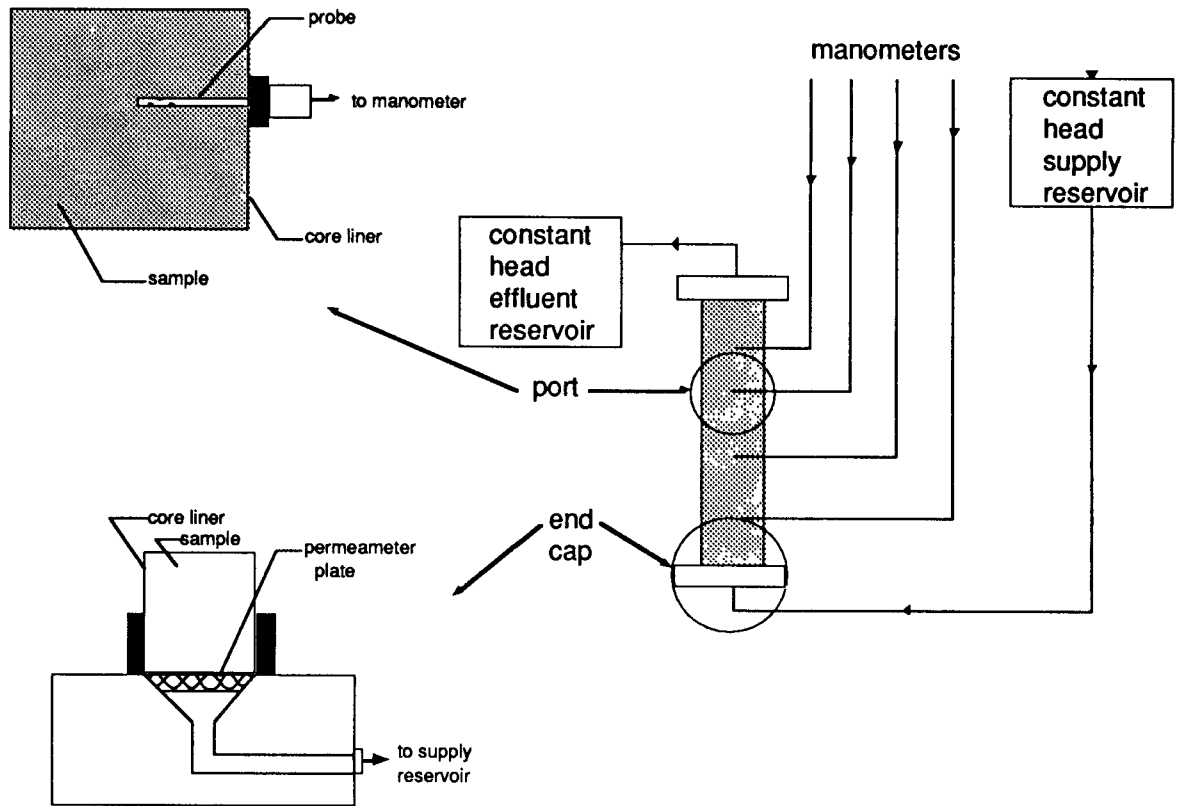 probe
to manometer
core liner
sample
manometers
constant
head
supply
reservoir
constant
head
effluent
reservoir
port
end
cap
core liner
sample
permeameter
plate
to supply
reservoir